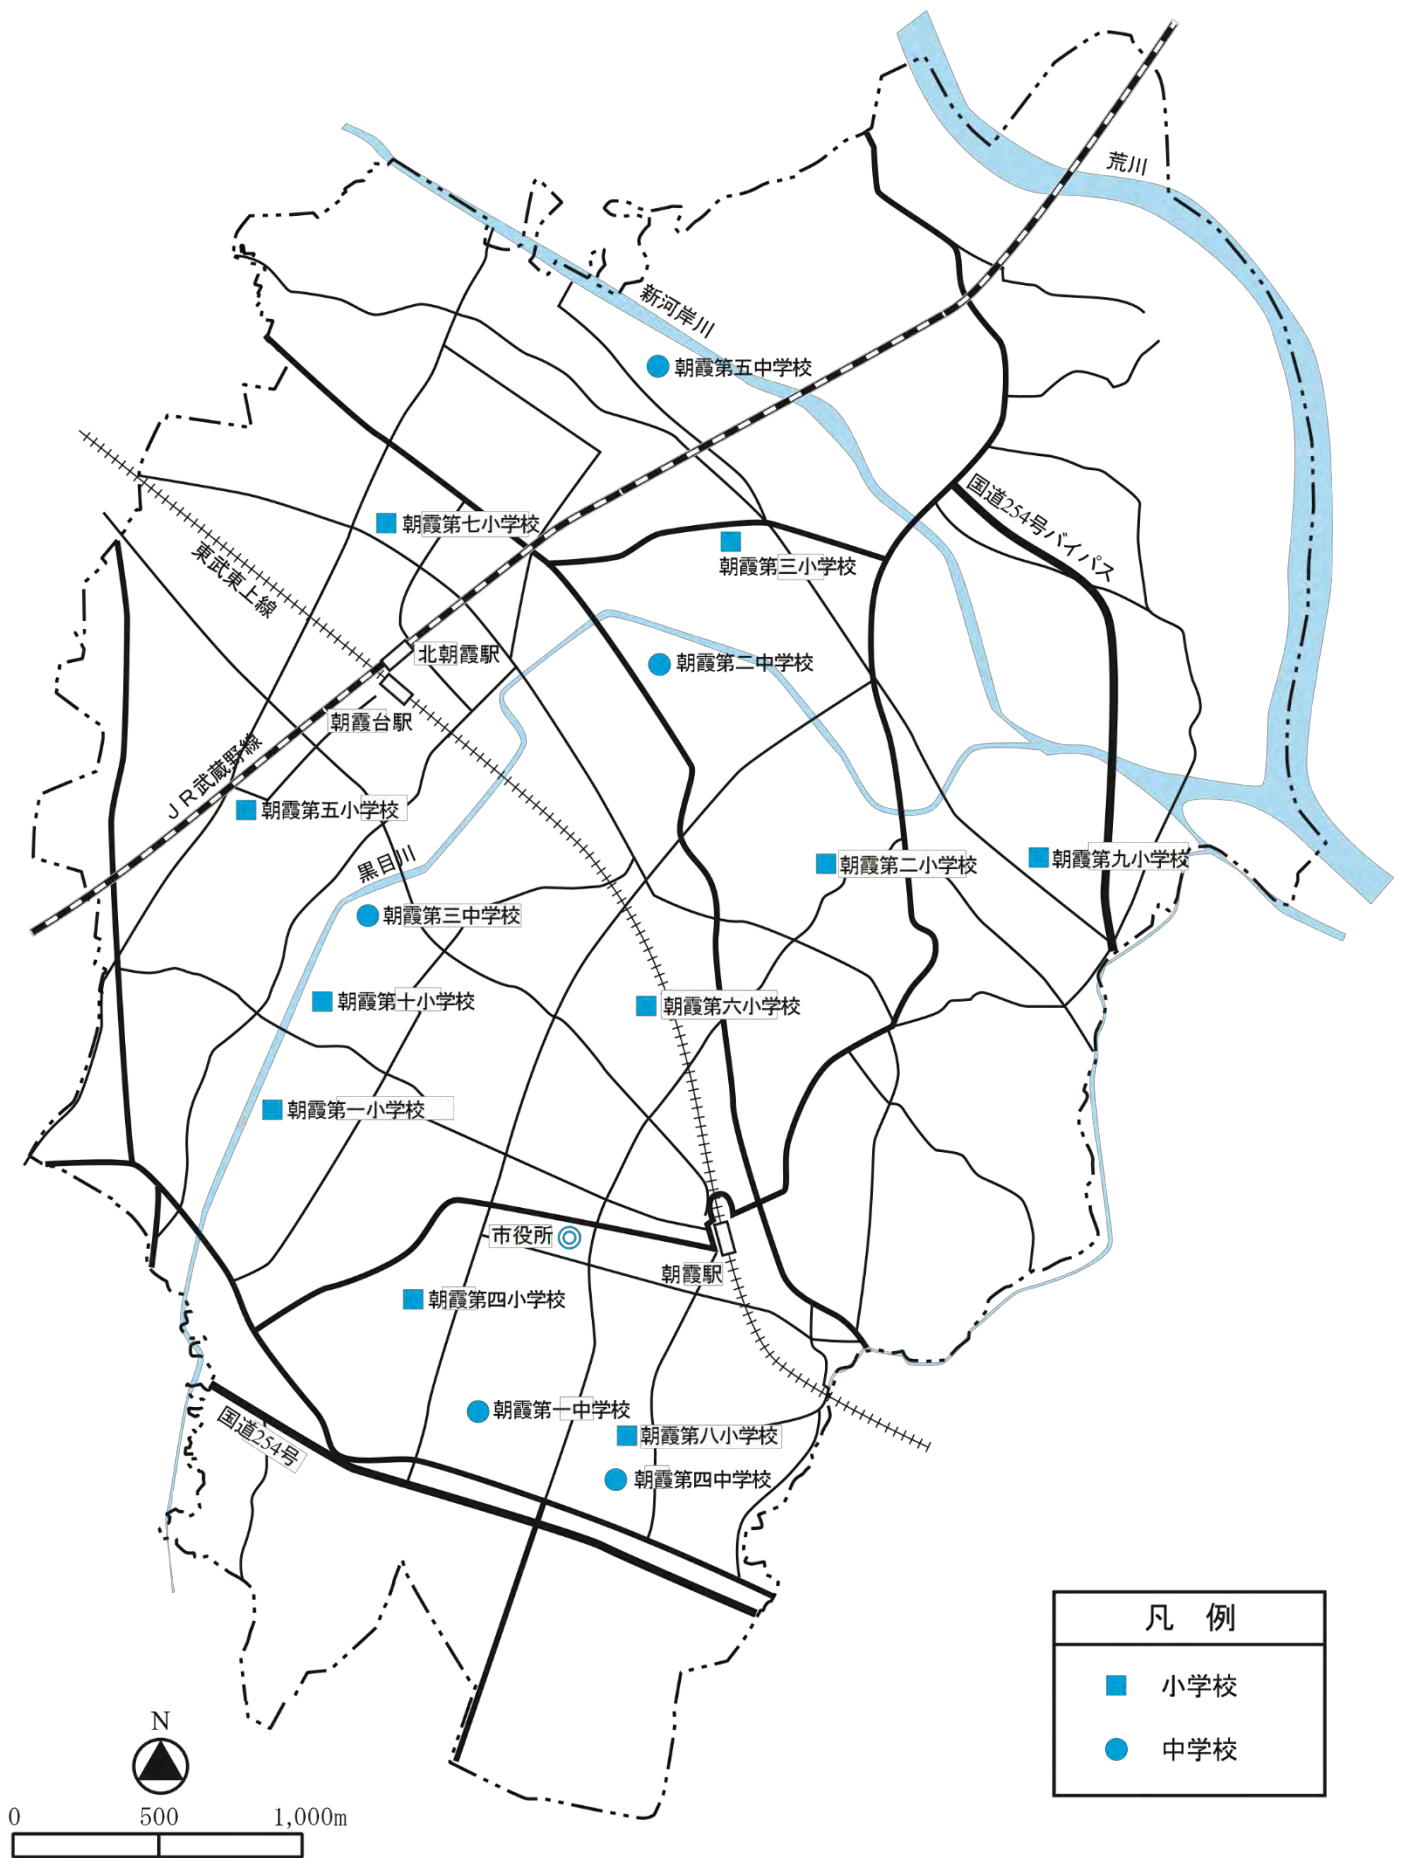 荒川
新河岸川
朝霞第五中学校
国道254号バイパス
朝霞第七小学校
朝霞第三小学校
東武東上線
北朝霞駅
朝霞第二中学校
朝霞台駅
JR武蔵野線
朝霞第五小学校
黒目川
朝霞第二小学校
朝霞第九小学校
朝霞第三中学校
朝霞第十小学校
朝霞第六小学校
朝霞第一小学校
市役所
朝霞駅
朝霞第四小学校
朝霞第一中学校
国道254号
朝霞第八小学校
朝霞第四中学校
凡 例
小学校
中学校
N
0 500 1,000m